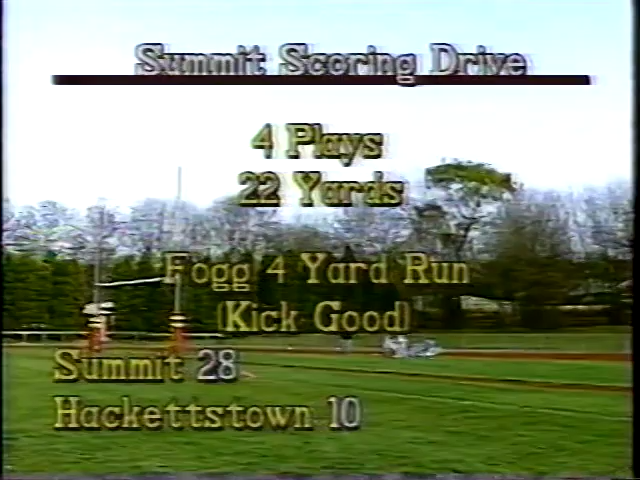 Summit Scoring Drive
4 Plays
22 Yards
Fogg 4 Yard Run
(Kick Good)
Summit 28
Hackettstown 10